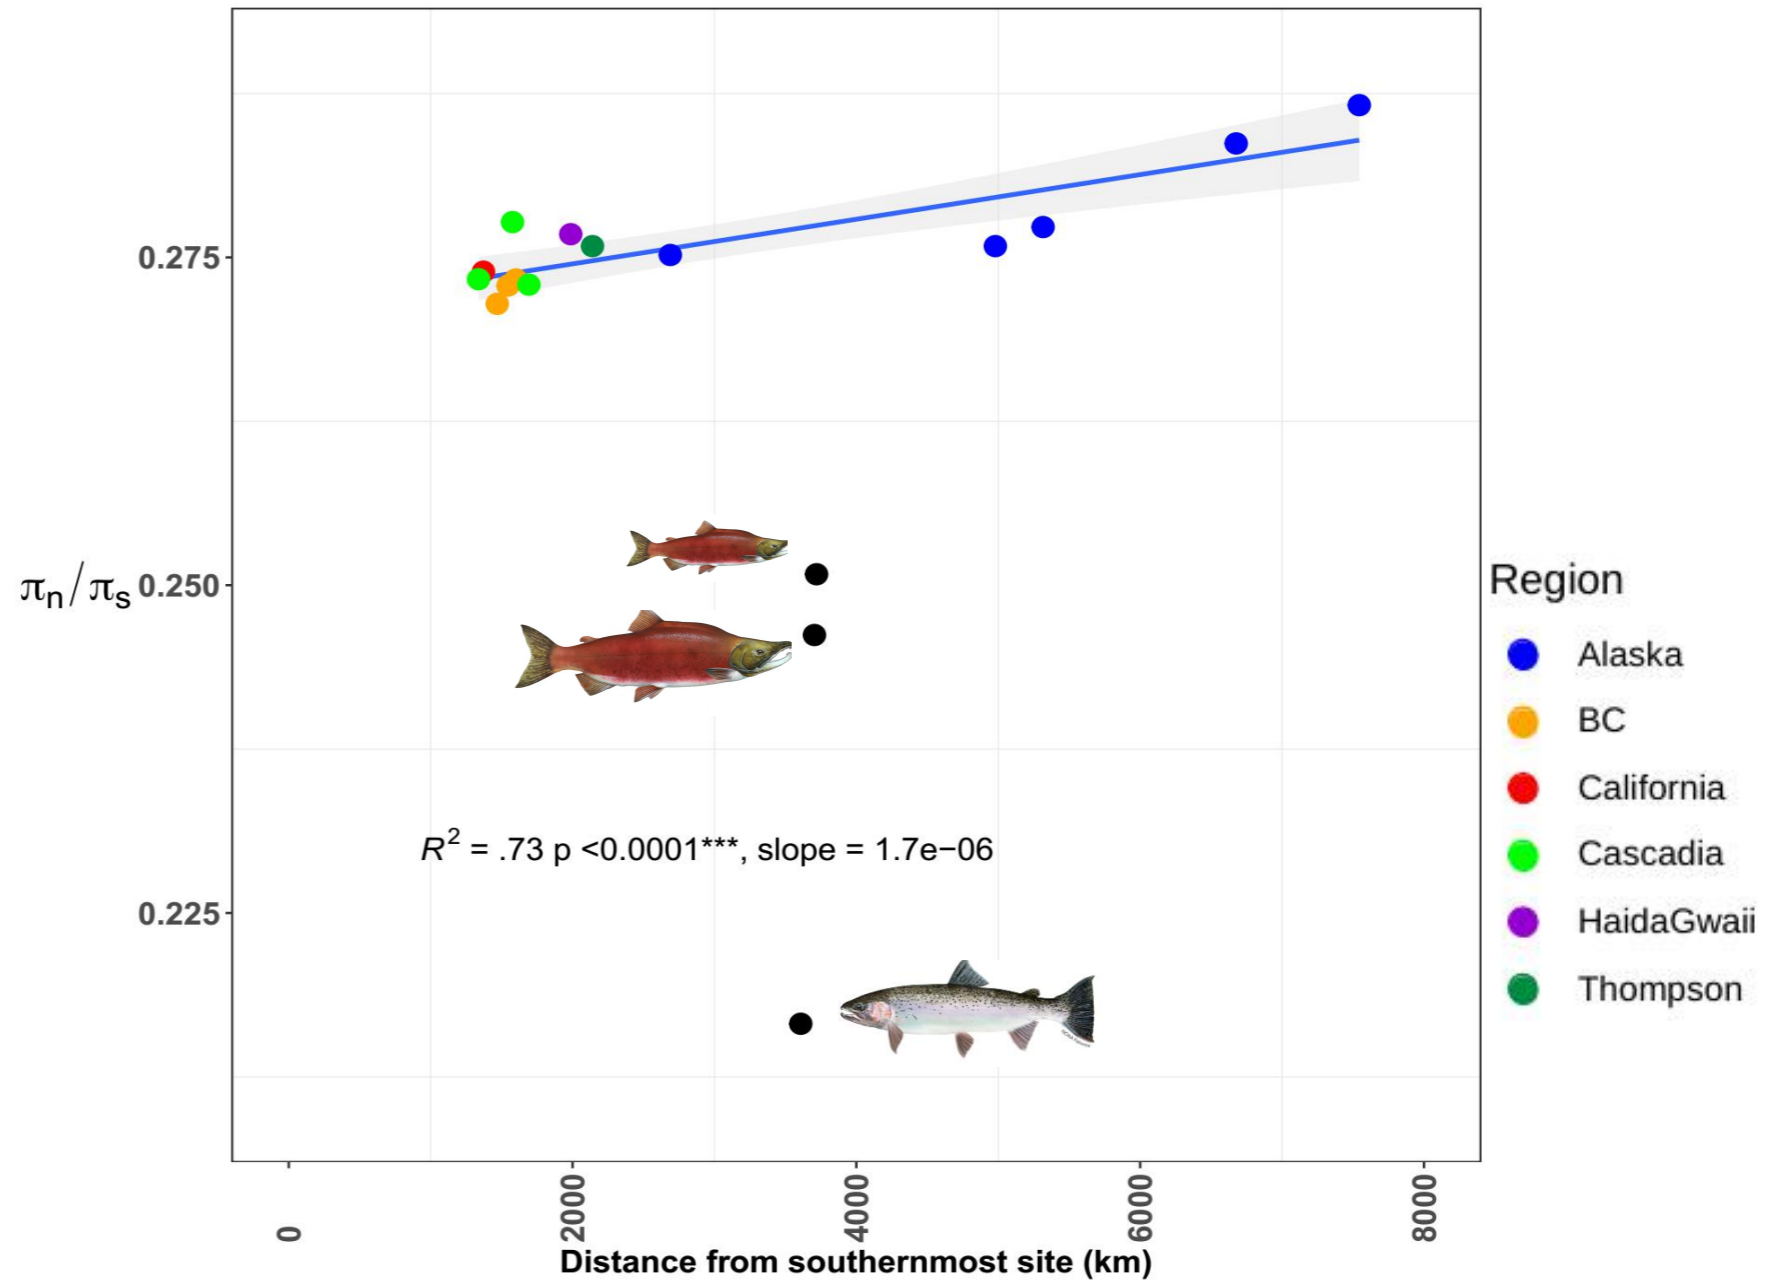 0.275
πn/πs
0.250
0.225
R2 = .73 p <0.0001***, slope = 1.7e−06
0
2000
4000
6000
8000
Distance from southernmost site (km)
Region
Alaska
BC
California
Cascadia
HaidaGwaii
Thompson